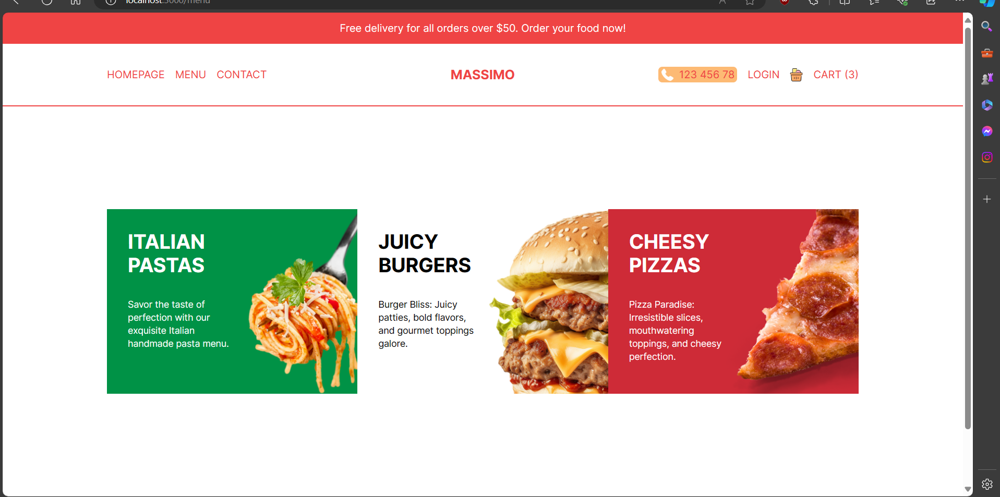 localhost:3000/menu
Free delivery for all orders over $50. Order your food now!
HOMEPAGE MENU CONTACT MASSIMO 123 456 78 LOGIN CART (3)
ITALIAN
PASTAS
Savor the taste of
perfection with our
exquisite Italian
handmade pasta menu.
JUICY
BURGERS
Burger Bliss: Juicy
patties, bold flavors,
and gourmet toppings
galore.
CHEESY
PIZZAS
Pizza Paradise:
Irresistible slices,
mouthwatering
toppings, and cheesy
perfection.